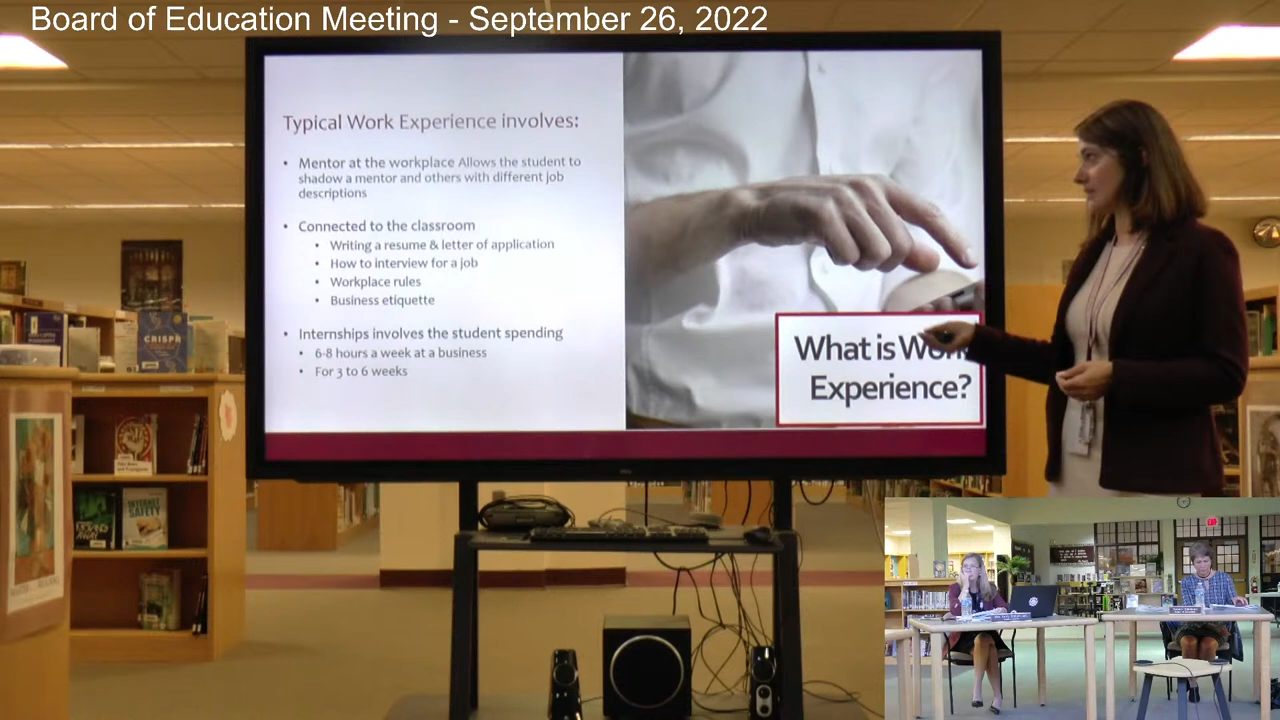 Board of Education Meeting - September 26, 2022
Typical Work Experience involves:
• Mentor at the workplace Allows the student to
shadow a mentor and others with different job
descriptions
• Connected to the classroom
• Writing a resume & letter of application
• How to interview for a job
• Workplace rules
• Business etiquette
• Internships involves the student spending
• 6-8 hours a week at a business
• For 3 to 6 weeks
What is Work
Experience?
CRISPR
INTERNET
SAFETY